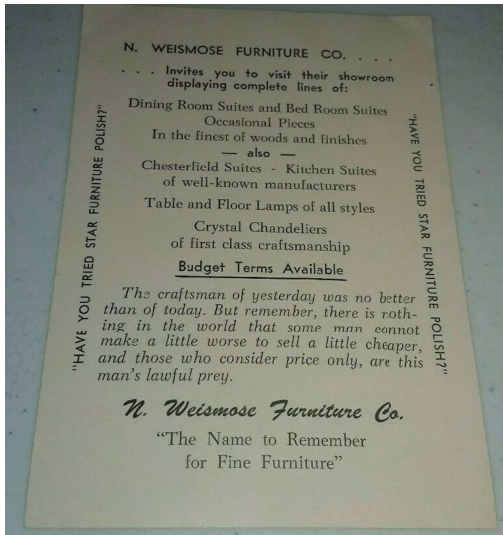 N. WEISMOSE FURNITURE CO. . . .
. . . Invites you to visit their showroom
displaying complete lines of:
Dining Room Suites and Bed Room Suites
Occasional Pieces
In the finest of woods and finishes
— also —
Chesterfield Suites - Kitchen Suites
of well-known manufacturers
Table and Floor Lamps of all styles
Crystal Chandeliers
of first class craftsmanship
Budget Terms Available
The craftsman of yesterday was no better
than of today. But remember, there is noth-
ing in the world that some man cannot
make a little worse to sell a little cheaper,
and those who consider price only, are this
man's lawful prey.
N. Weismose Furniture Co.
"The Name to Remember
for Fine Furniture"
"HAVE YOU TRIED STAR FURNITURE POLISH?"
"HAVE YOU TRIED STAR FURNITURE POLISH?"